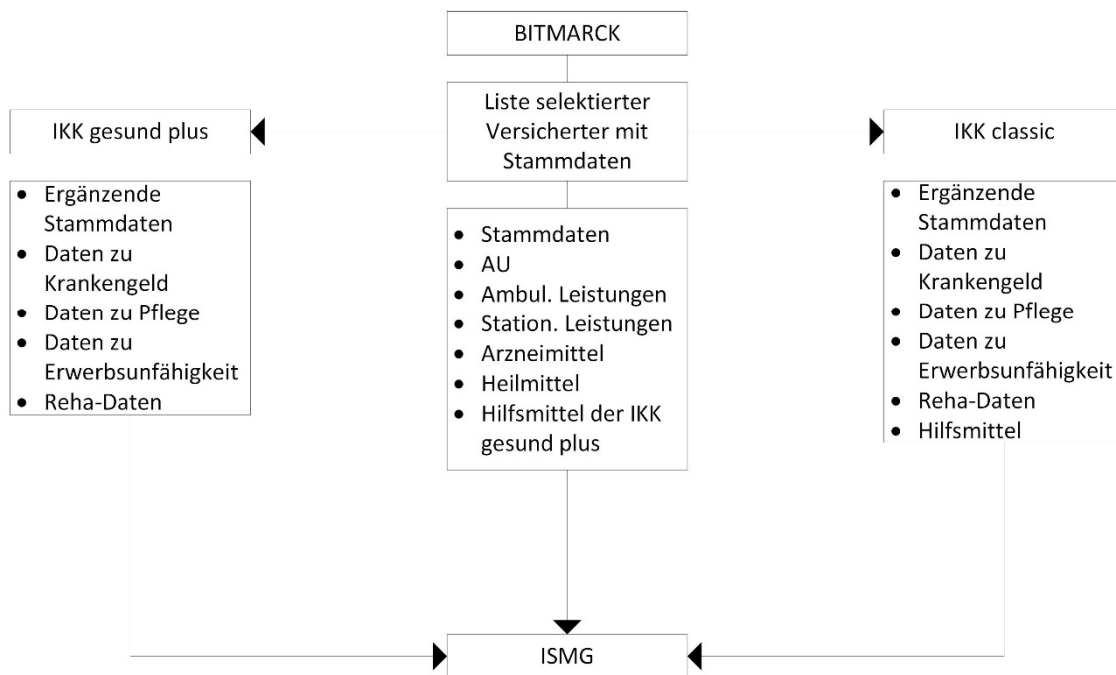 BITMARCK
Liste selektierter
Versicherter mit
Stammdaten
IKK gesund plus
IKK classic
• Ergänzende
Stammdaten
• Daten zu
Krankengeld
• Daten zu Pflege
• Daten zu
Erwerbsunfähigkeit
• Reha-Daten
• Stammdaten
• AU
• Ambul. Leistungen
• Station. Leistungen
• Arzneimittel
• Heilmittel
• Hilfsmittel der IKK
gesund plus
• Ergänzende
Stammdaten
• Daten zu
Krankengeld
• Daten zu Pflege
• Daten zu
Erwerbsunfähigkeit
• Reha-Daten
• Hilfsmittel
ISMG